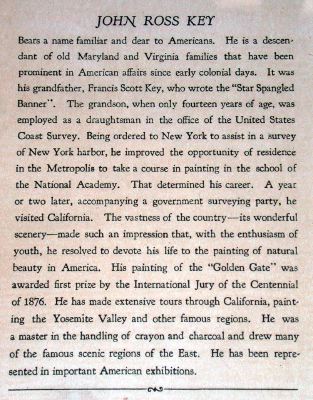 JOHN ROSS KEY
Bears a name familiar and dear to Americans. He is a descen-
dant of old Maryland and Virginia families that have been
prominent in American affairs since early colonial days. It was
his grandfather, Francis Scott Key, who wrote the “Star Spangled
Banner”. The grandson, when only fourteen years of age, was
employed as a draughtsman in the office of the United States
Coast Survey. Being ordered to New York to assist in a survey
of New York harbor, he improved the opportunity of residence
in the Metropolis to take a course in painting in the school of
the National Academy. That determined his career. A year
or two later, accompanying a government surveying party, he
visited California. The vastness of the country—its wonderful
scenery—made such an impression that, with the enthusiasm of
youth, he resolved to devote his life to the painting of natural
beauty in America. His painting of the “Golden Gate” was
awarded first prize by the International Jury of the Centennial
of 1876. He has made extensive tours through California, paint-
ing the Yosemite Valley and other famous regions. He was
a master in the handling of crayon and charcoal and drew many
of the famous scenic regions of the East. He has been repre-
sented in important American exhibitions.